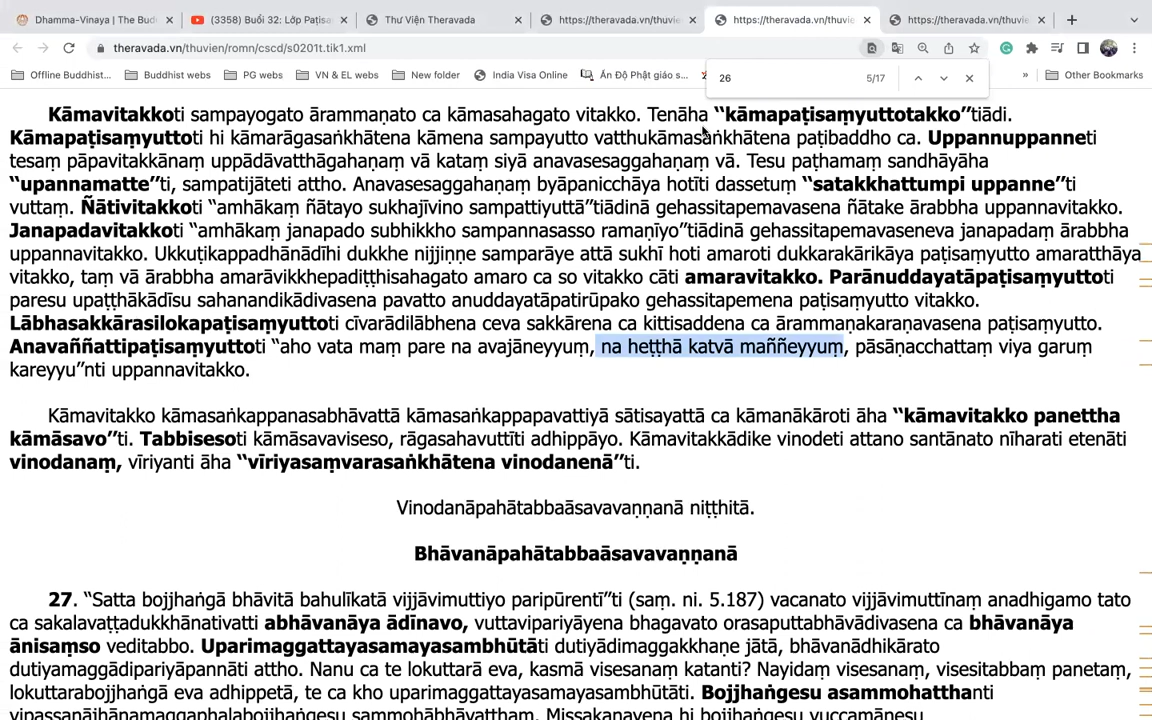 Dhamma-Vinaya | The Bud
(3358) Buổi 32: Lớp Paṭisa
Thư Viện Theravada
https://theravada.vn/thuvie
https://theravada.vn/thuvie
https://theravada.vn/thuvie
theravada.vn/thuvien/romn/cscd/s0201t.tik1.xml
Offline Buddhist...
Buddhist webs
PG webs
VN & EL webs
New folder
India Visa Online
Ấn Độ Phật giáo s...
Other Bookmarks
26
5/17
Kāmavitakkoti sampayogato ārammaṇato ca kāmasahagato vitakko. Tenāha “kāmapaṭisaṃyuttotakko”tiādi.
Kāmapaṭisaṃyuttoti hi kāmarāgasaṅkhātena kāmena sampayutto vatthukāmasaṅkhātena paṭibaddho ca. Uppannuppanneti
tesaṃ pāpavitakkānaṃ uppādāvatthāgahaṇaṃ vā kataṃ siyā anavasesaggahaṇaṃ vā. Tesu paṭhamaṃ sandhāyāha
“upannamatte”ti, sampatijāteti attho. Anavasesaggahaṇaṃ byāpanicchāya hotīti dassetuṃ “satakkhattumpi uppanne”ti
vuttaṃ. Ñātivitakkoti “amhākaṃ ñātayo sukhajīvino sampattiyuttā”tiādinā gehassitapemavasena ñātake ārabbha uppannavitakko.
Janapadavitakkoti “amhākaṃ janapado subhikkho sampannasasso ramaṇīyo”tiādinā gehassitapemavaseneva janapadaṃ ārabbha
uppannavitakko. Ukkuṭikappadhānādīhi dukkhe nijjiṇṇe samparāye attā sukhī hoti amaroti dukkarakārikāya paṭisaṃyutto amaratthāya
vitakko, taṃ vā ārabbha amarāvikkhepadiṭṭhisahagato amaro ca so vitakko cāti amaravitakko. Parānuddayatāpaṭisaṃyuttoti
paresu upaṭṭhākādīsu sahanandikādivasena pavatto anuddayatāpatirūpako gehassitapemena paṭisaṃyutto vitakko.
Lābhasakkārasilokapaṭisaṃyuttoti cīvarādilābhena ceva sakkārena ca kittisaddena ca ārammaṇakaraṇavasena paṭisaṃyutto.
Anavaññattipaṭisaṃyuttoti “aho vata maṃ pare na avajāneyyuṃ, na heṭṭhā katvā maññeyyuṃ, pāsāṇacchattaṃ viya garuṃ
kareyyu”nti uppannavitakko.
Kāmavitakko kāmasaṅkappanasabhāvattā kāmasaṅkappapavattiyā sātisayattā ca kāmanākāroti āha “kāmavitakko panettha
kāmāsavo”ti. Tabbisesoti kāmāsavaviseso, rāgasahavuttīti adhippāyo. Kāmavitakkādike vinodeti attano santānato nīharati etenāti
vinodanaṃ, vīriyanti āha “vīriyasaṃvarasaṅkhātena vinodanenā”ti.
Vinodanāpahātabbaāsavavaṇṇanā niṭṭhitā.
Bhāvanāpahātabbaāsavavaṇṇanā
27. “Satta bojjhaṅgā bhāvitā bahulīkatā vijjāvimuttiyo paripūrentī”ti (saṃ. ni. 5.187) vacanato vijjāvimuttīnaṃ anadhigamo tato
ca sakalavaṭṭadukkhānativatti abhāvanāya ādīnavo, vuttavipariyāyena bhagavato orasaputtabhāvādivasena ca bhāvanāya
ānisaṃso veditabbo. Uparimaggattayasamayasambhūtāti dutiyādimaggakkhaṇe jātā, bhāvanādhikārato
dutiyamaggādipariyāpannāti attho. Nanu ca te lokuttarā eva, kasmā visesanaṃ katanti? Nayidaṃ visesanaṃ, visesitabbaṃ panetaṃ,
lokuttarabojjhaṅgā eva adhippetā, te ca kho uparimaggattayasamayasambhūtāti. Bojjhaṅgesu asammohatthanti
vipassanājhānamaggaphalabojjhaṅgesu sammohābhāvatthaṃ. Missakanayena hi bojjhaṅgesu vuccamānesu